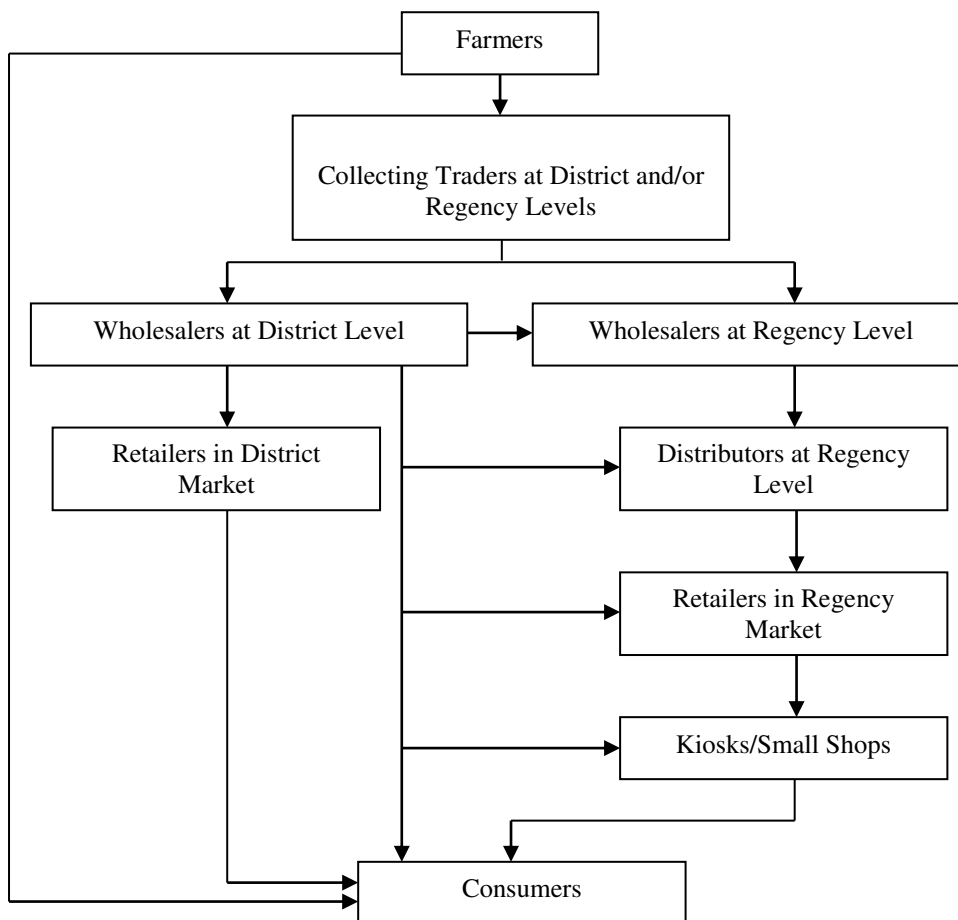 Farmers
Collecting Traders at District and/or
Regency Levels
Wholesalers at District Level
Wholesalers at Regency Level
Retailers in District
Market
Distributors at Regency
Level
Retailers in Regency
Market
Kiosks/Small Shops
Consumers